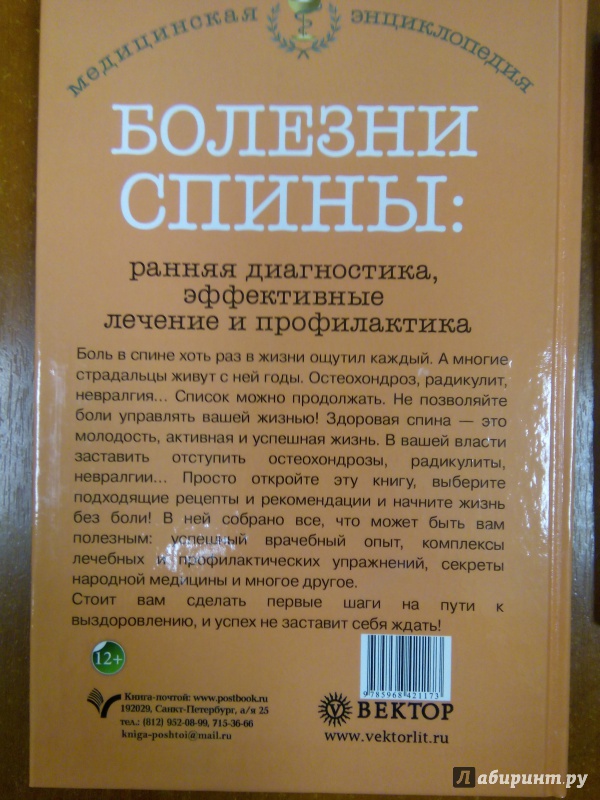 медицинская энциклопедия
БОЛЕЗНИ
СПИНЫ:
ранняя диагностика,
эффективные
лечение и профилактика
Боль в спине хоть раз в жизни ощутил каждый. А многие
страдальцы живут с ней годы. Остеохондроз, радикулит,
невралгия... Список можно продолжать. Не позволяйте
боли управлять вашей жизнью! Здоровая спина — это
молодость, активная и успешная жизнь. В вашей власти
заставить отступить остеохондрозы, радикулиты,
невралгии... Просто откройте эту книгу, выберите
подходящие рецепты и рекомендации и начните жизнь
без боли! В ней собрано все, что может быть вам
полезным: успешный врачебный опыт, комплексы
лечебных и профилактических упражнений, секреты
народной медицины и многое другое.
Стоит вам сделать первые шаги на пути к
выздоровлению, и успех не заставит себя ждать!
12+
Книга-почтой: www.postbook.ru
192029, Санкт-Петербург, а/я 25
тел.: (812) 952-08-99, 715-36-66
kniga-poshtoi@mail.ru
9 785968 421173
ВЕКТОР
www.vektorlit.ru
Лабиринт.ру